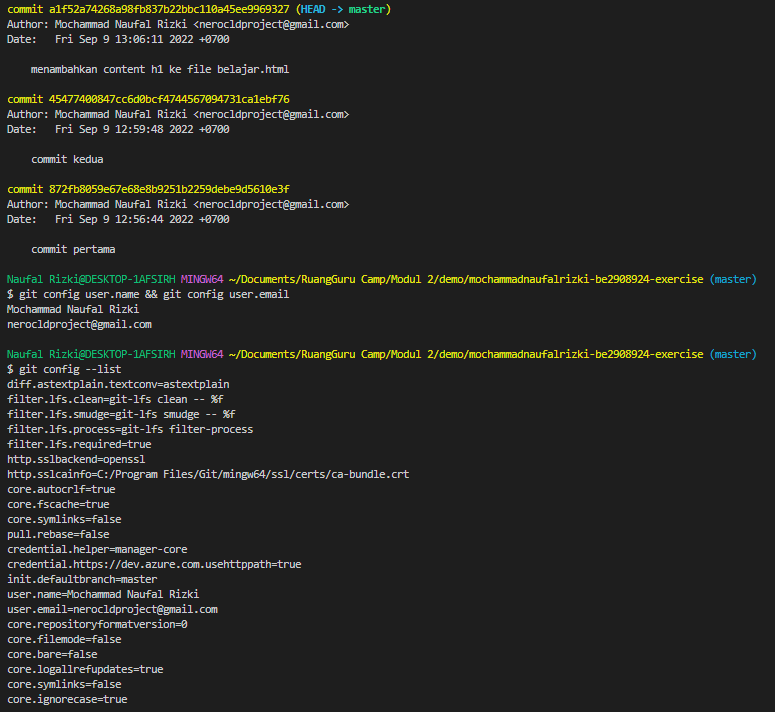 commit a1f52a74268a98fb837b22bbc110a45ee9969327 (HEAD -> master)
Author: Mochammad Naufal Rizki <nerocldproject@gmail.com>
Date:   Fri Sep 9 13:06:11 2022 +0700
    menambahkan content h1 ke file belajar.html
commit 45477400847cc6d0bcf4744567094731ca1ebf76
Author: Mochammad Naufal Rizki <nerocldproject@gmail.com>
Date:   Fri Sep 9 12:59:48 2022 +0700
    commit kedua
commit 872fb8059e67e68e8b9251b2259debe9d5610e3f
Author: Mochammad Naufal Rizki <nerocldproject@gmail.com>
Date:   Fri Sep 9 12:56:44 2022 +0700
    commit pertama
Naufal Rizki@DESKTOP-1AFSIRH MINGW64 ~/Documents/RuangGuru Camp/Modul 2/demo/mochammadnaufalrizki-be2908924-exercise (master)
$ git config user.name && git config user.email
Mochammad Naufal Rizki
nerocldproject@gmail.com
Naufal Rizki@DESKTOP-1AFSIRH MINGW64 ~/Documents/RuangGuru Camp/Modul 2/demo/mochammadnaufalrizki-be2908924-exercise (master)
$ git config --list
diff.astextplain.textconv=astextplain
filter.lfs.clean=git-lfs clean -- %f
filter.lfs.smudge=git-lfs smudge -- %f
filter.lfs.process=git-lfs filter-process
filter.lfs.required=true
http.sslbackend=openssl
http.sslcainfo=C:/Program Files/Git/mingw64/ssl/certs/ca-bundle.crt
core.autocrlf=true
core.fscache=true
core.symlinks=false
pull.rebase=false
credential.helper=manager-core
credential.https://dev.azure.com.usehttppath=true
init.defaultbranch=master
user.name=Mochammad Naufal Rizki
user.email=nerocldproject@gmail.com
core.repositoryformatversion=0
core.filemode=false
core.bare=false
core.logallrefupdates=true
core.symlinks=false
core.ignorecase=true